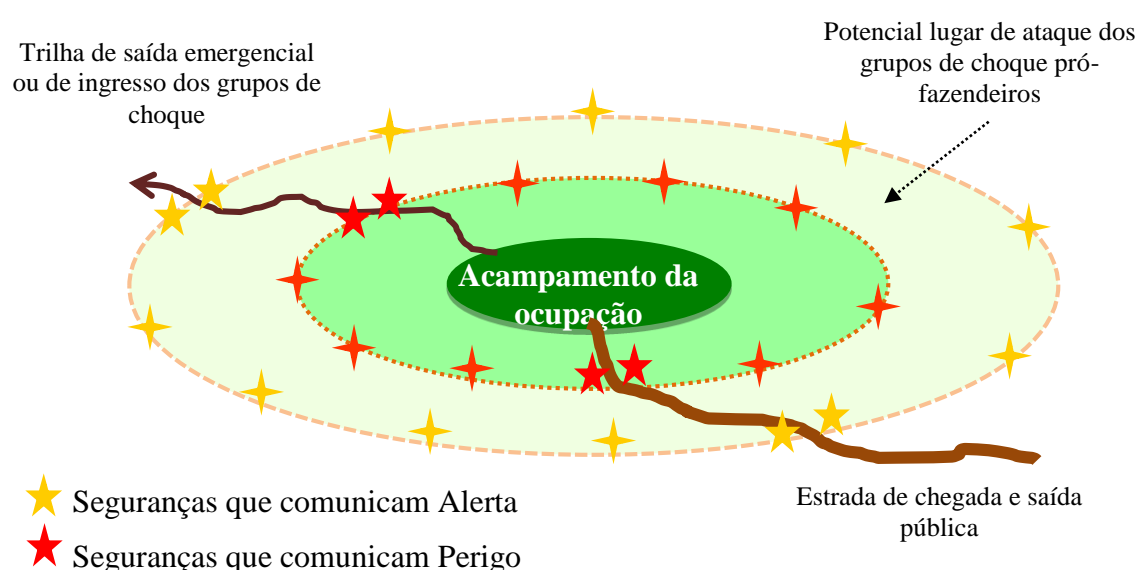 Trilha de saída emergencial
ou de ingresso dos grupos de
choque
Potencial lugar de ataque dos
grupos de choque pró-
fazendeiros
Acampamento da
ocupação
Estrada de chegada e saída
pública
Seguranças que comunicam Alerta
Seguranças que comunicam Perigo